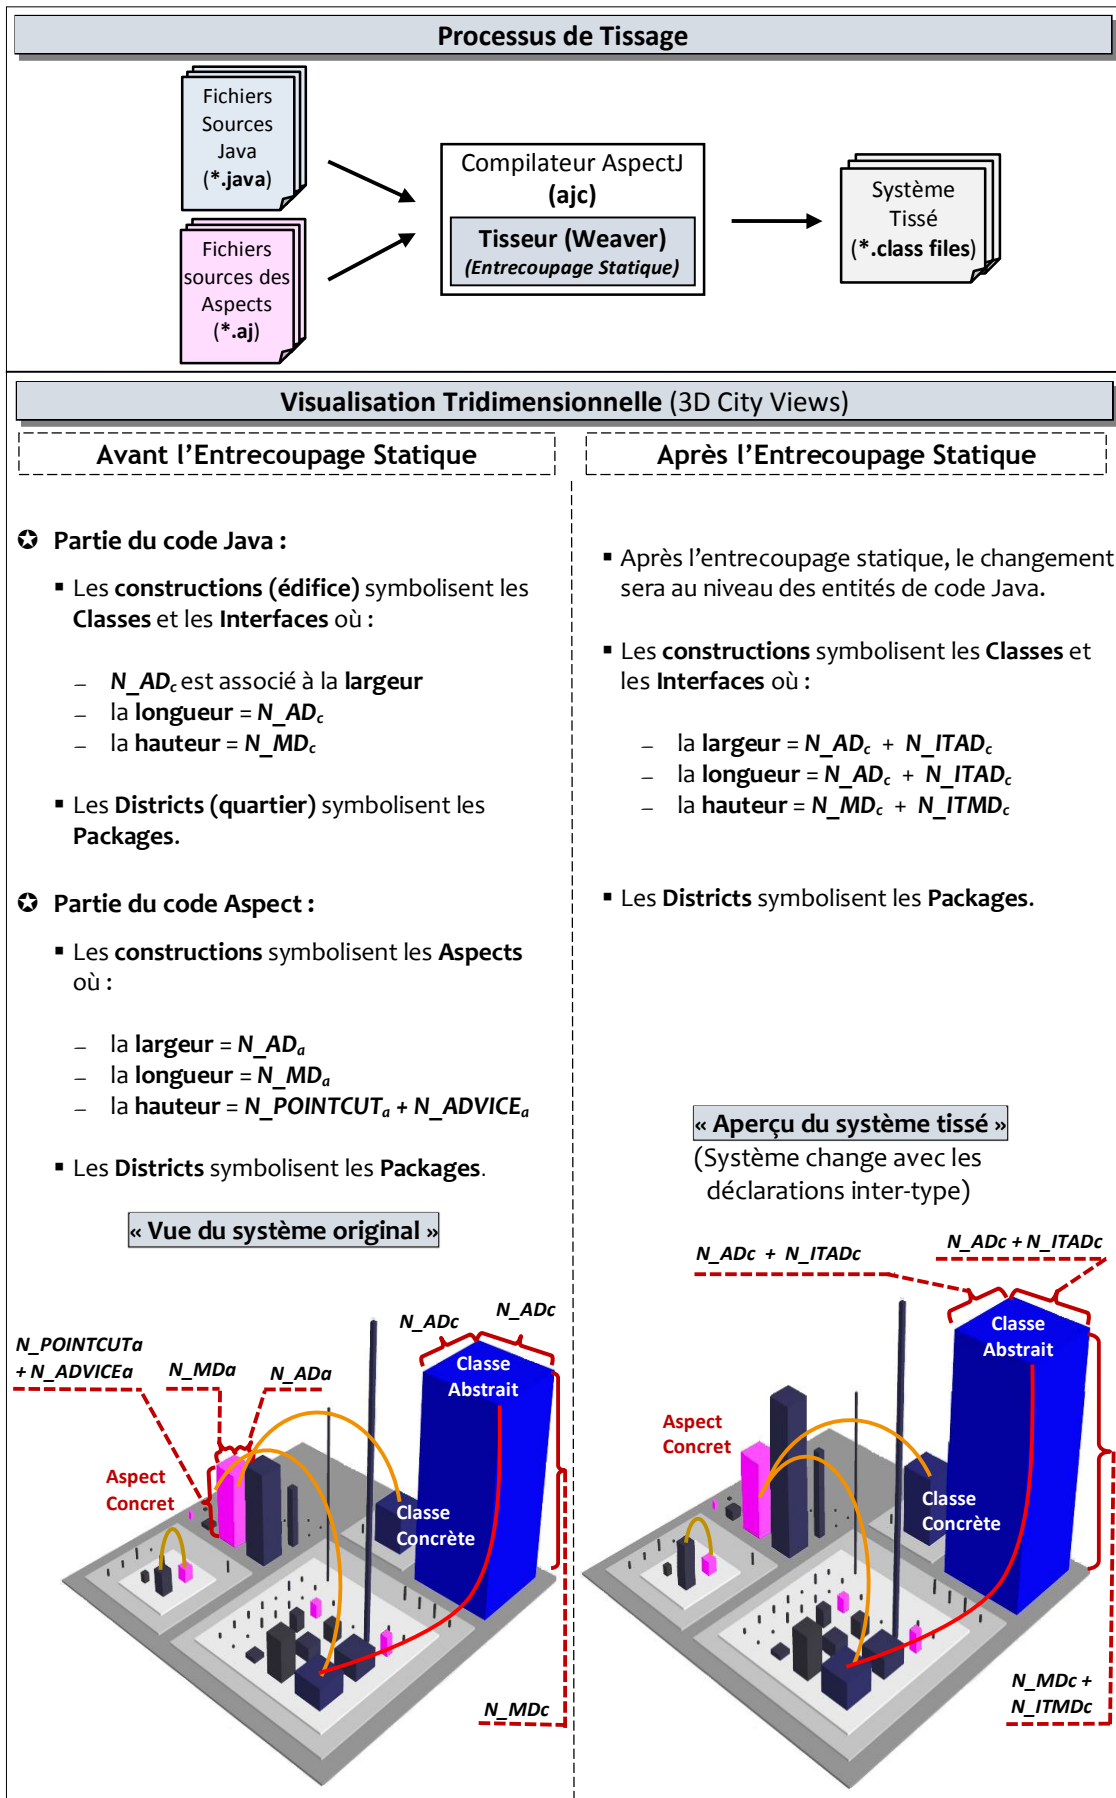 Processus de Tissage
Fichiers
Sources
Java
(*.java)
Fichiers
sources des
Aspects
(*.aj)
Compilateur AspectJ
(ajc)
Tisseur (Weaver)
(Entrecoupage Statique)
Système
Tissé
(*.class files)
Visualisation Tridimensionnelle (3D City Views)
Avant l'Entrecoupage Statique
✪ Partie du code Java :
▪ Les constructions (édifice) symbolisent les
Classes et les Interfaces où :
– N_ADc est associé à la largeur
– la longueur = N_ADc
– la hauteur = N_MDc
▪ Les Districts (quartier) symbolisent les
Packages.
✪ Partie du code Aspect :
▪ Les constructions symbolisent les Aspects
où :
– la largeur = N_ADa
– la longueur = N_MDa
– la hauteur = N_POINTCUTa + N_ADVICEa
▪ Les Districts symbolisent les Packages.
« Vue du système original »
N_POINTCUTa
+ N_ADVICEa
N_MDa
N_ADa
N_ADc
N_ADc
Classe
Abstrait
Aspect
Concret
Classe
Concrète
N_MDc
Après l'Entrecoupage Statique
▪ Après l'entrecoupage statique, le changement
sera au niveau des entités de code Java.
▪ Les constructions symbolisent les Classes et
les Interfaces où :
– la largeur = N_ADc + N_ITADc
– la longueur = N_ADc + N_ITADc
– la hauteur = N_MDc + N_ITMDc
▪ Les Districts symbolisent les Packages.
« Aperçu du système tissé »
(Système change avec les
déclarations inter-type)
N_ADc + N_ITADc
N_ADc + N_ITADc
Classe
Abstrait
Aspect
Concret
Classe
Concrète
N_MDc +
N_ITMDc